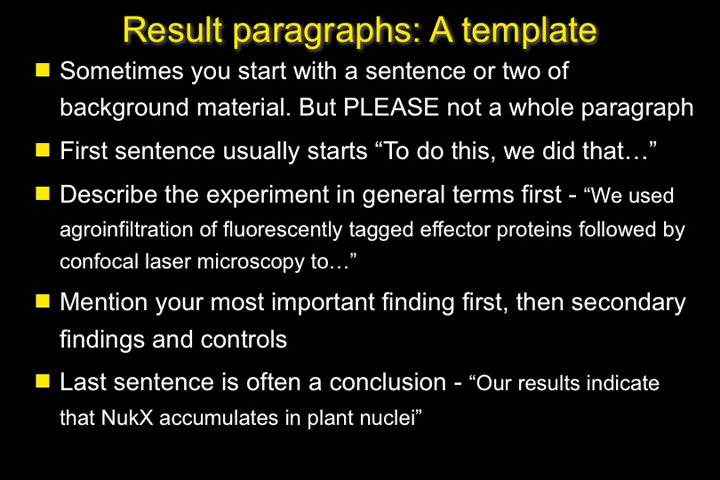 Result paragraphs: A template
Sometimes you start with a sentence or two of
background material. But PLEASE not a whole paragraph
First sentence usually starts “To do this, we did that…”
Describe the experiment in general terms first - “We used
agroinfiltration of fluorescently tagged effector proteins followed by
confocal laser microscopy to…”
Mention your most important finding first, then secondary
findings and controls
Last sentence is often a conclusion - “Our results indicate
that NukX accumulates in plant nuclei”